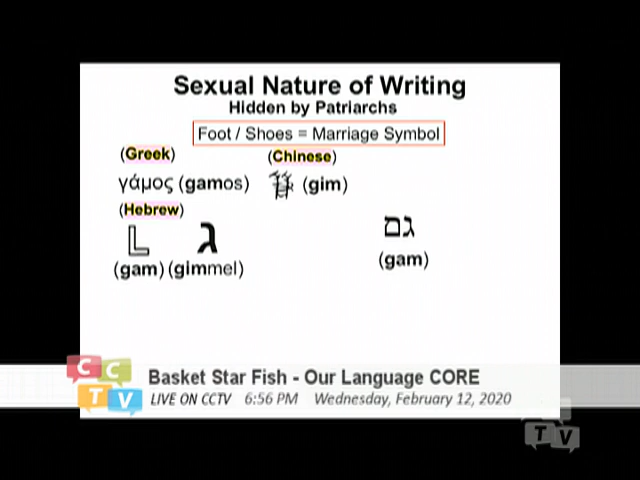 Sexual Nature of Writing
Hidden by Patriarchs
Foot / Shoes = Marriage Symbol
(Greek) (Chinese)
γάμος (gamos) (gim)
(Hebrew)
ג גם
(gam) (gimmel) (gam)
CC
TV
Basket Star Fish - Our Language CORE
LIVE ON CCTV 6:56 PM Wednesday, February 12, 2020
TV